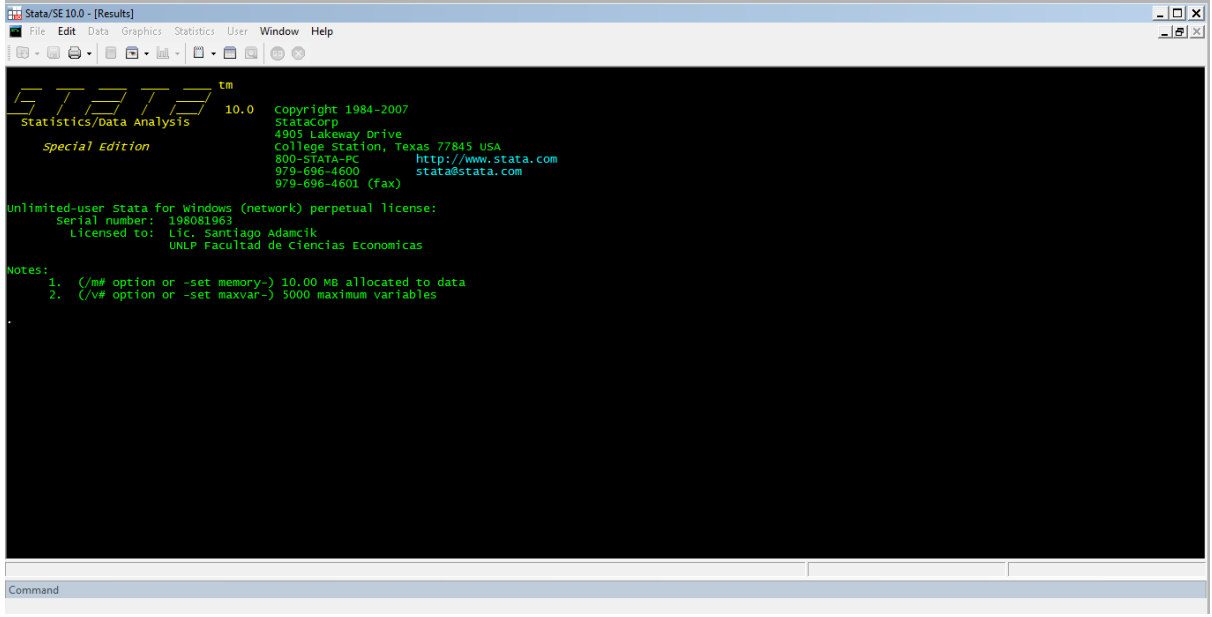 Stata/SE 10.0 - [Results]
File Edit Data Graphics Statistics User Window Help
STATA tm
10.0 Copyright 1984-2007
Statistics/Data Analysis StataCorp
4905 Lakeway Drive
Special Edition College Station, Texas 77845 USA
800-STATA-PC http://www.stata.com
979-696-4600 stata@stata.com
979-696-4601 (fax)
Unlimited-user Stata for Windows (network) perpetual license:
Serial number: 198081963
Licensed to: Lic. Santiago Adamcik
UNLP Facultad de Ciencias Economicas
Notes:
1. (/m# option or -set memory-) 10.00 MB allocated to data
2. (/v# option or -set maxvar-) 5000 maximum variables
.
Command